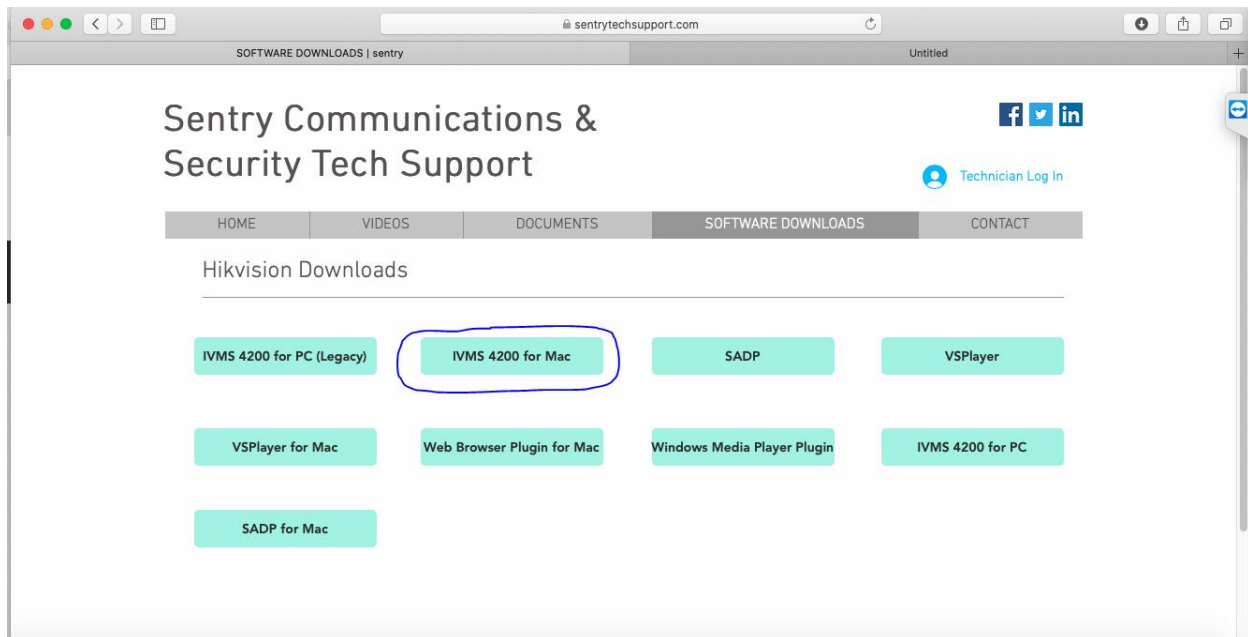 sentrytechsupport.com
SOFTWARE DOWNLOADS | sentry
Untitled
Sentry Communications &
Security Tech Support
Technician Log In
HOME VIDEOS DOCUMENTS SOFTWARE DOWNLOADS CONTACT
Hikvision Downloads
IVMS 4200 for PC (Legacy) IVMS 4200 for Mac SADP VSPlayer
VSPlayer for Mac Web Browser Plugin for Mac Windows Media Player Plugin IVMS 4200 for PC
SADP for Mac